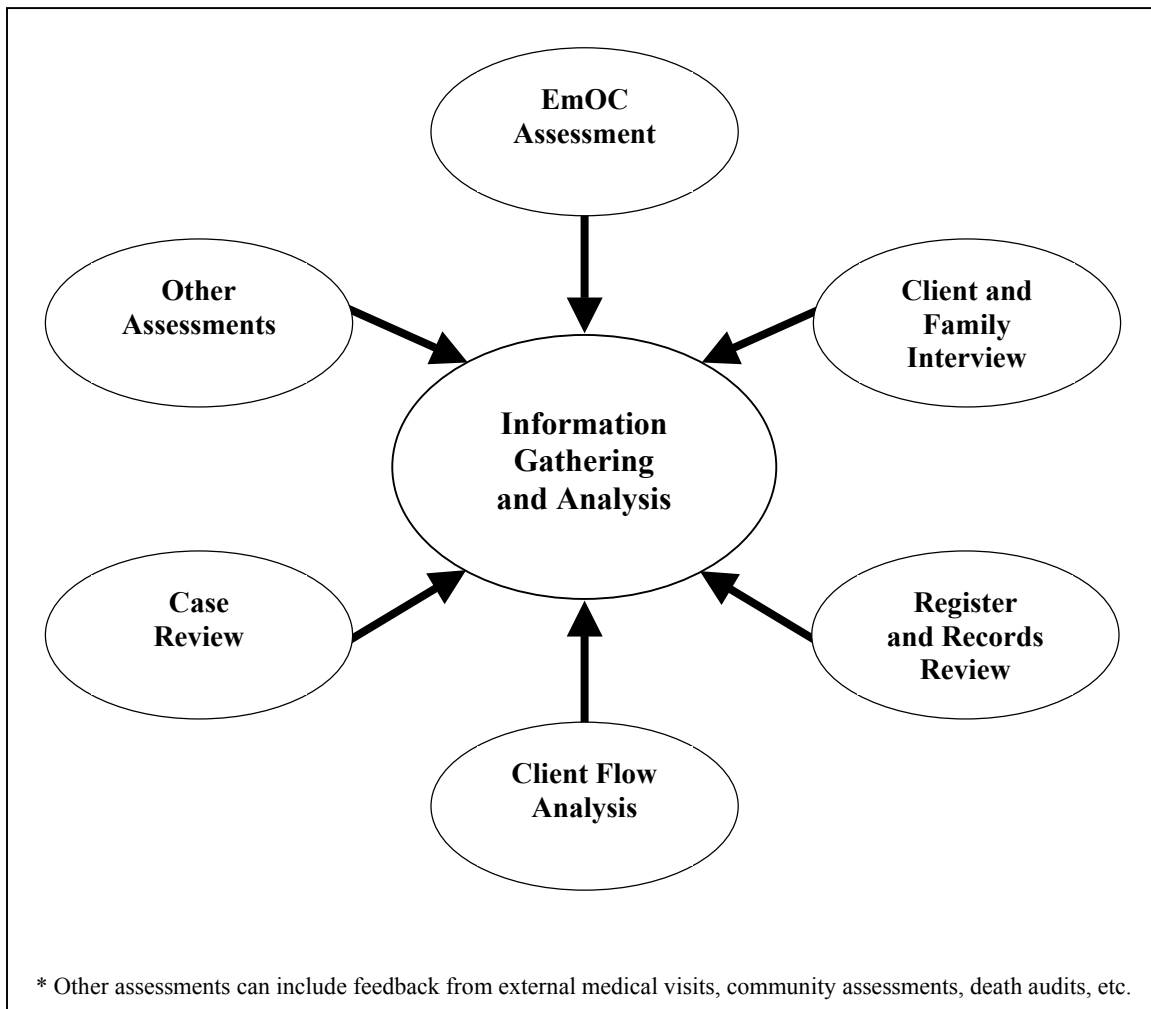 EmOC
Assessment
Other
Assessments
Client and
Family
Interview
Information
Gathering
and Analysis
Case
Review
Register
and Records
Review
Client Flow
Analysis
* Other assessments can include feedback from external medical visits, community assessments, death audits, etc.